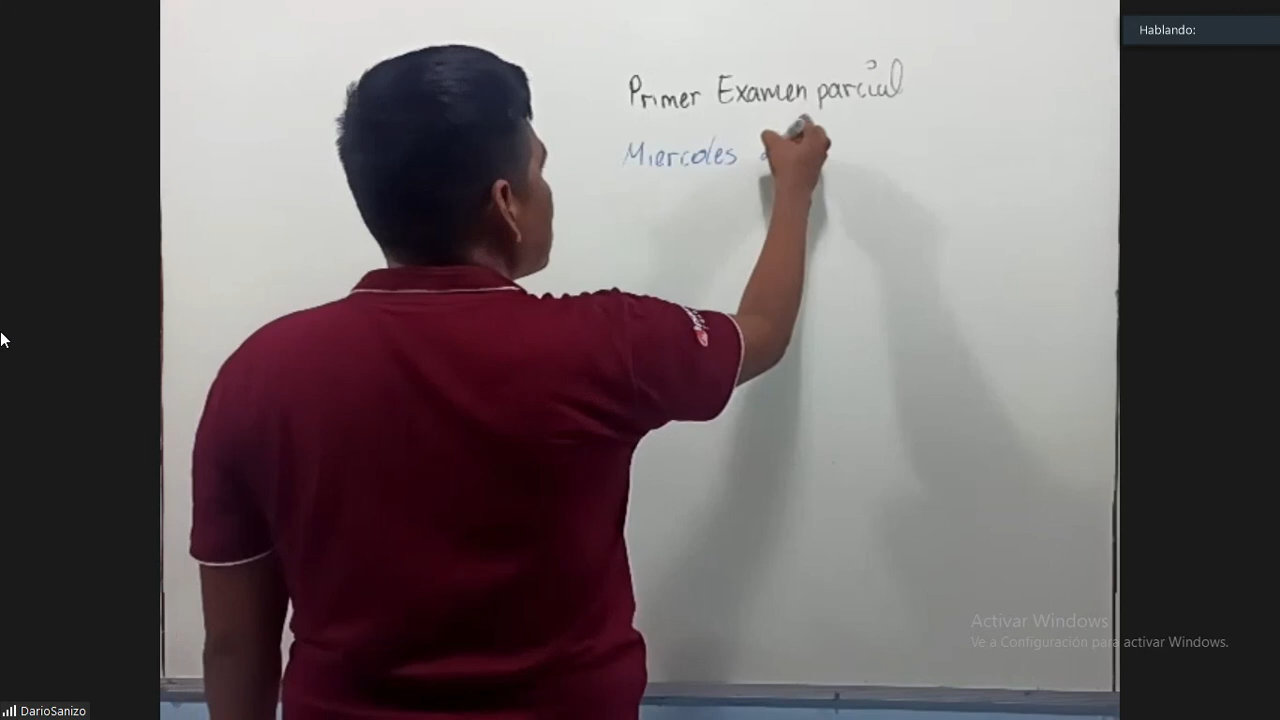 Hablando:
Primer Examen parcial
Miercoles
Activar Windows
Ve a Configuración para activar Windows.
DarioSanizo